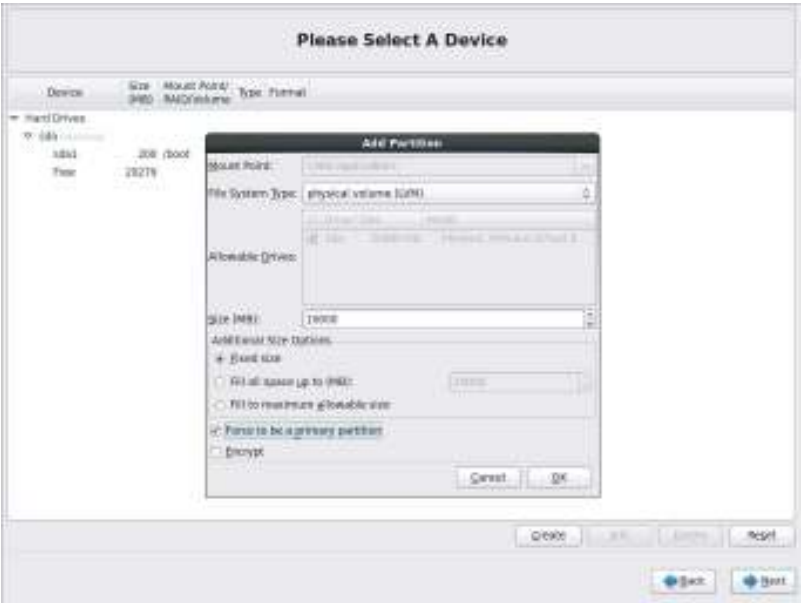 Please Select A Device
Device
Size (MB)
Mount Point/ RAID/Volume
Type
Format
Hard Drives
sda
sda1 200 /boot
Free 20279
Add Partition
Mount Point:
File System Type: physical volume (LVM)
Allowable Drives:
Size (MB):
Additional Size Options
Fixed size
Fill all space up to (MB):
Fill to maximum allowable size
Force to be a primary partition
Encrypt
Cancel OK
Create Reset
Back Next